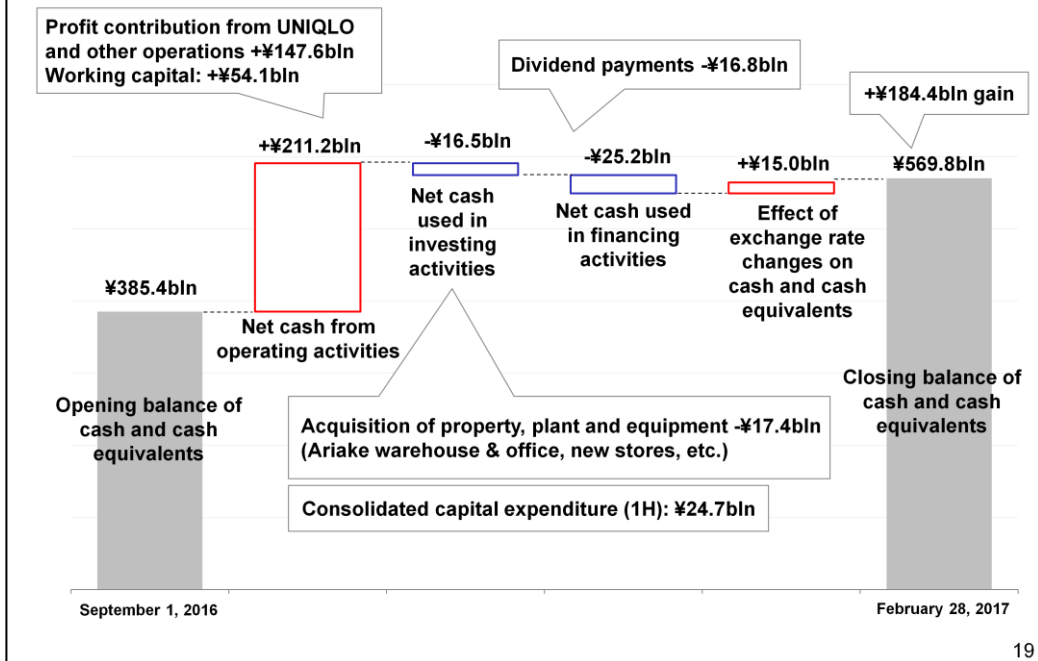 Profit contribution from UNIQLO
and other operations +¥147.6bln
Working capital: +¥54.1bln
Dividend payments -¥16.8bln
+¥184.4bln gain
+¥211.2bln
-¥16.5bln
-¥25.2bln
+¥15.0bln
¥569.8bln
Net cash
used in
investing
activities
Net cash used
in financing
activities
Effect of
exchange rate
changes on
cash and cash
equivalents
¥385.4bln
Net cash from
operating activities
Opening balance of
cash and cash
equivalents
Closing balance of
cash and cash
equivalents
Acquisition of property, plant and equipment -¥17.4bln
(Ariake warehouse & office, new stores, etc.)
Consolidated capital expenditure (1H): ¥24.7bln
September 1, 2016
February 28, 2017
19